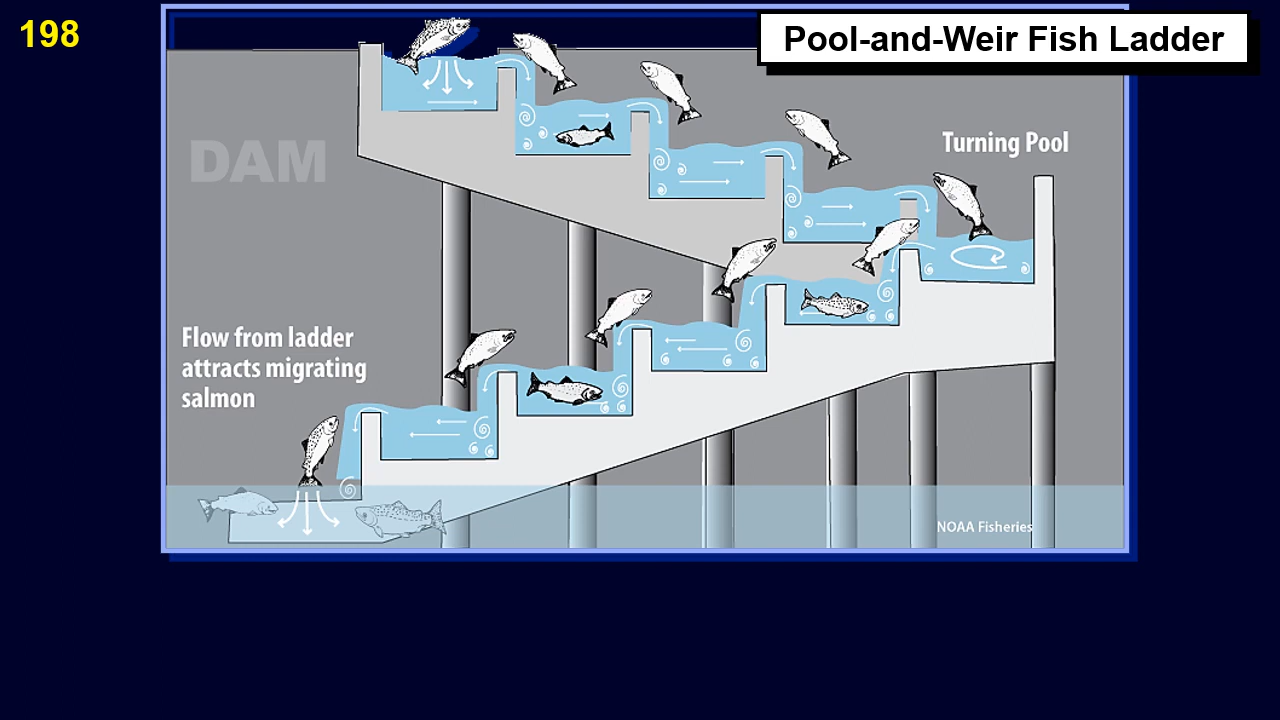 198
Pool-and-Weir Fish Ladder
DAM
Turning Pool
Flow from ladder
attracts migrating
salmon
NOAA Fisheries